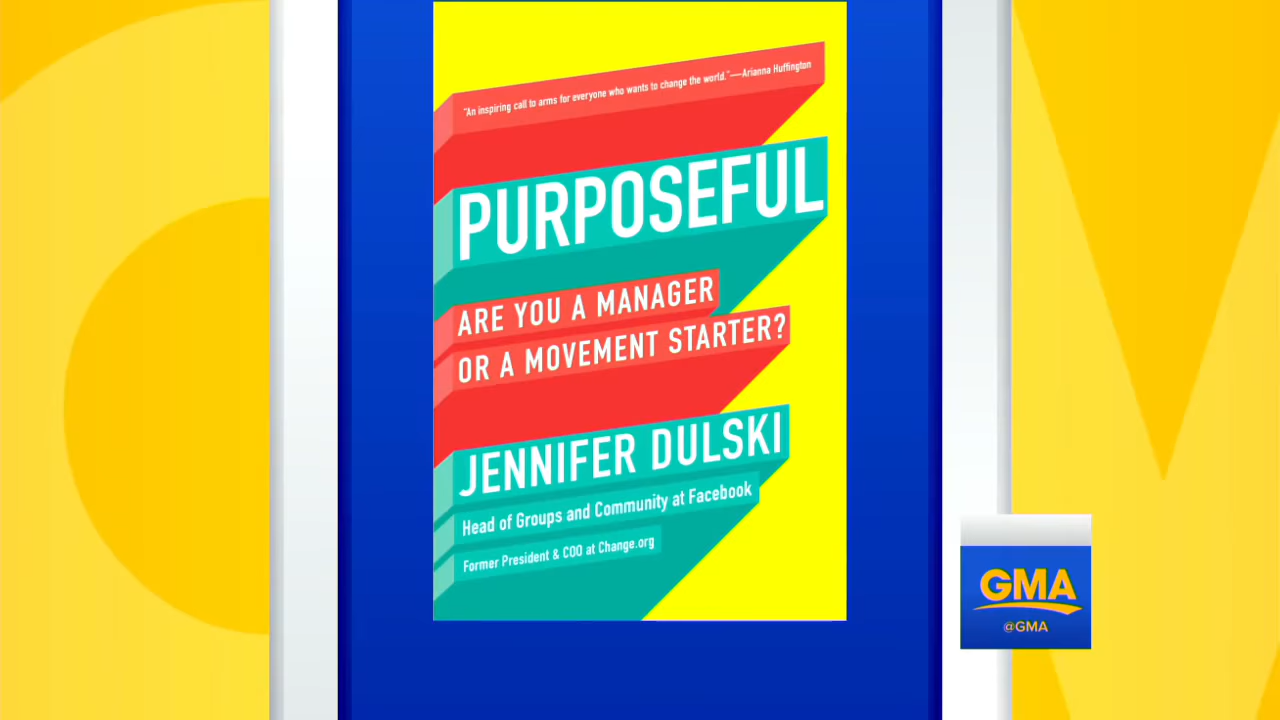 "An inspiring call to arms for everyone who wants to change the world."—Arianna Huffington
PURPOSEFUL
ARE YOU A MANAGER
OR A MOVEMENT STARTER?
JENNIFER DULSKI
Head of Groups and Community at Facebook
Former President & COO at Change.org
GMA
@GMA